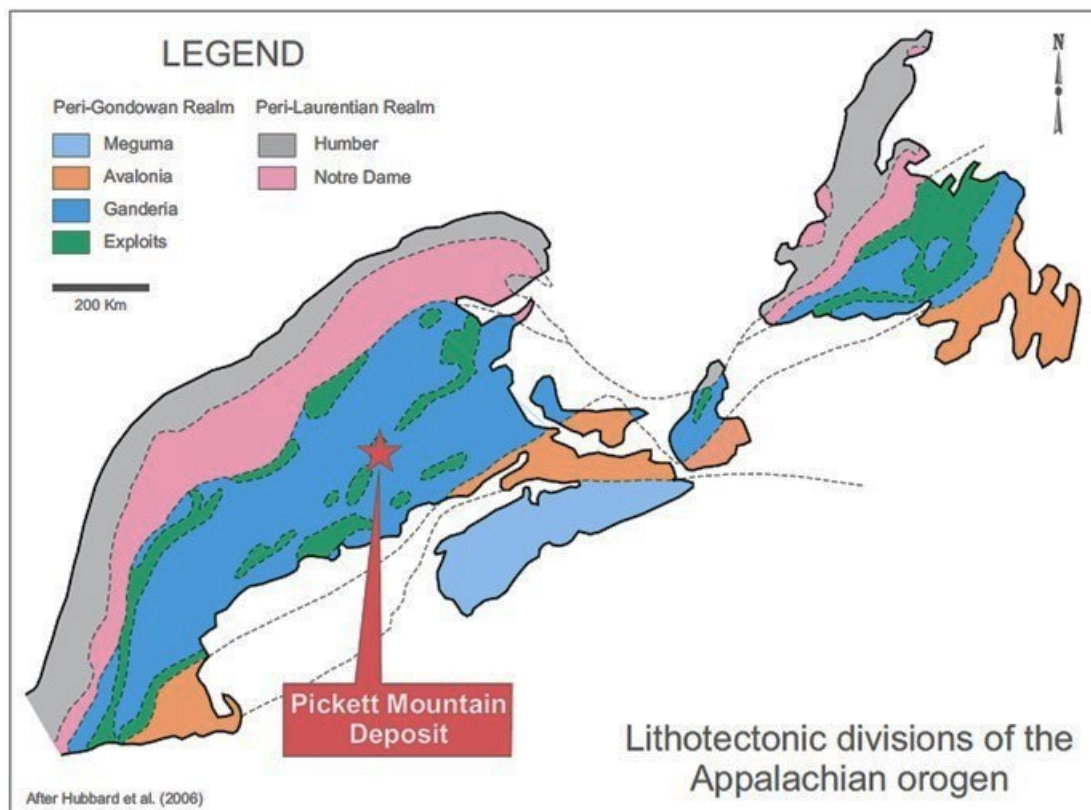 LEGEND
Peri-Gondowan Realm
Meguma
Avalonia
Ganderia
Exploits
Peri-Laurentian Realm
Humber
Notre Dame
200 Km
N
Pickett Mountain
Deposit
Lithotectonic divisions of the
Appalachian orogen
After Hubbard et al. (2006)